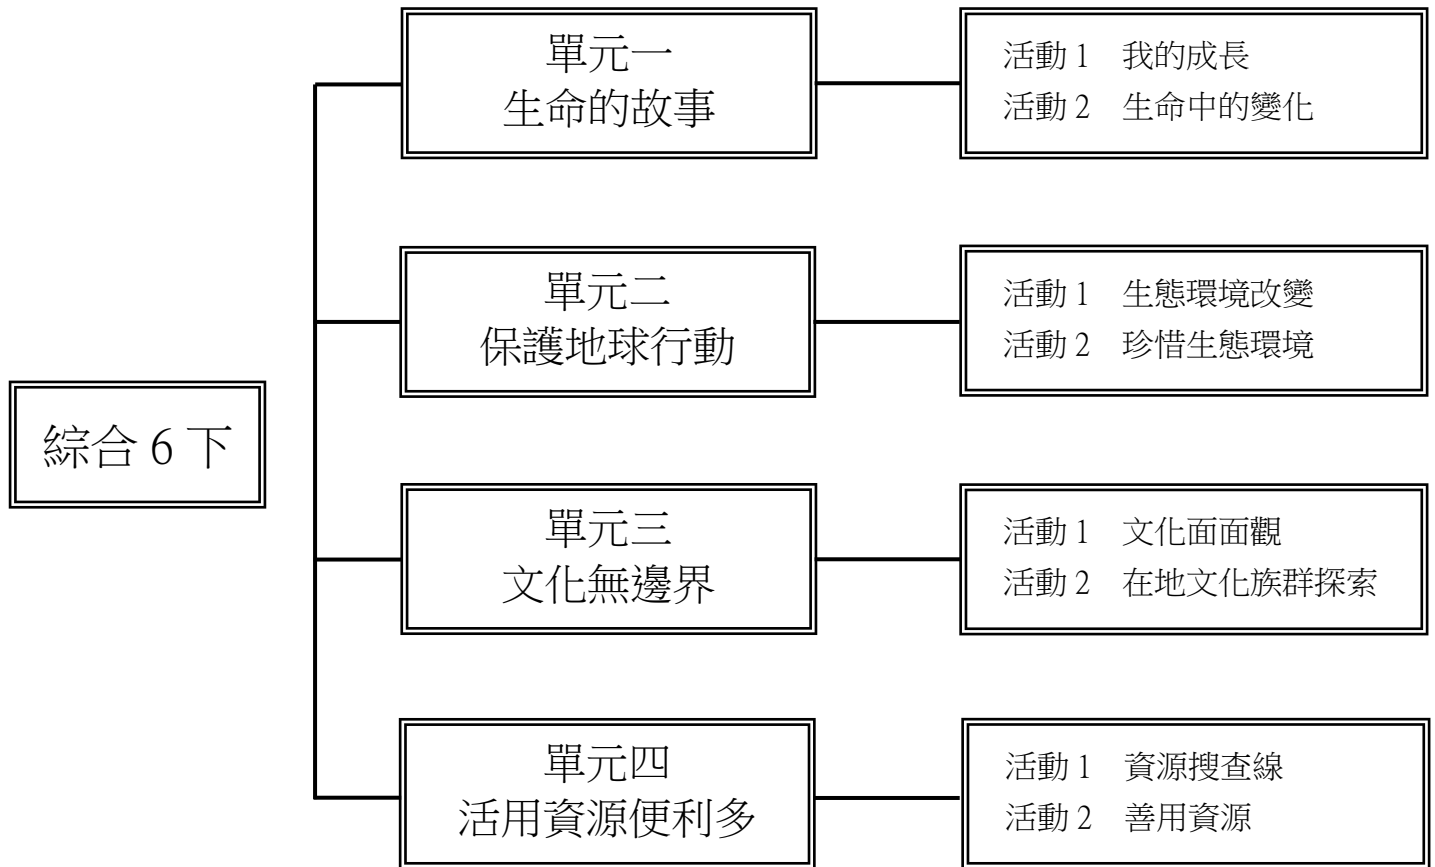 綜合 6 下
單元一
生命的故事
活動 1　我的成長
活動 2　生命中的變化
單元二
保護地球行動
活動 1　生態環境改變
活動 2　珍惜生態環境
單元三
文化無邊界
活動 1　文化面面觀
活動 2　在地文化族群探索
單元四
活用資源便利多
活動 1　資源搜查線
活動 2　善用資源